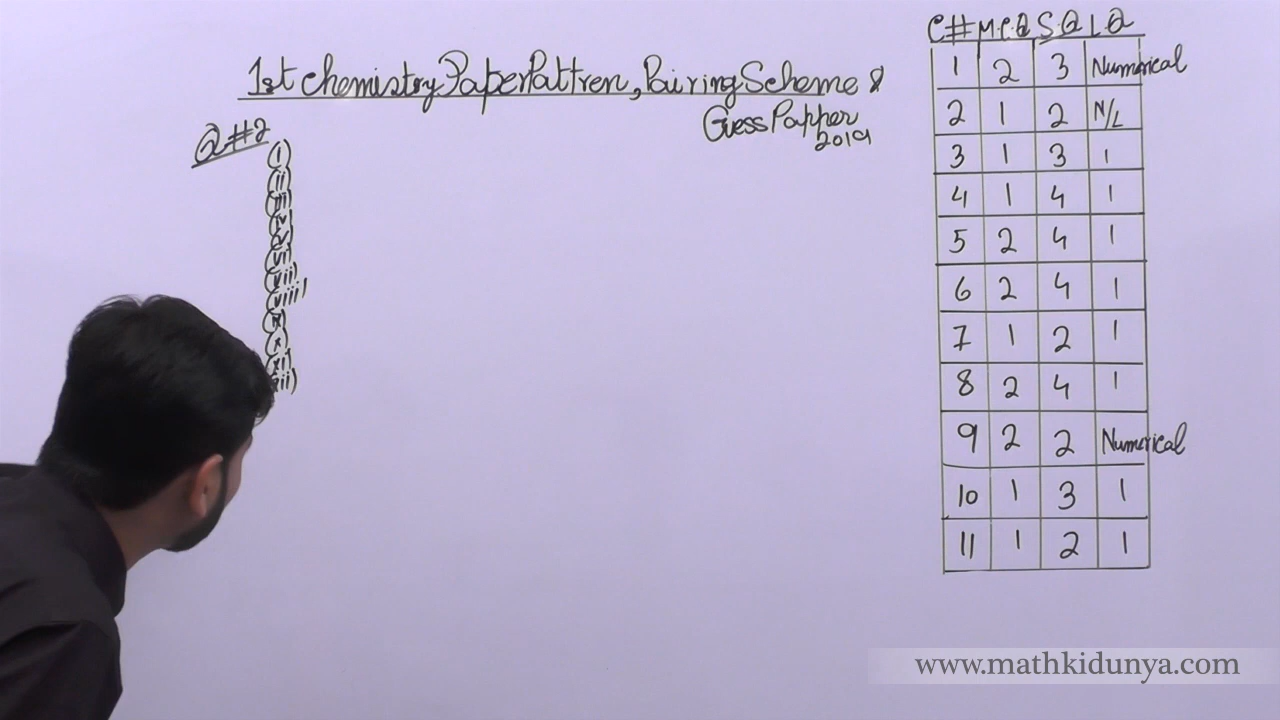 1st Chemistry Paper Pattren, Pairing Scheme &
Guess Papper
2019
Q#2
i)
ii)
iii)
iv)
v)
vi)
vii)
viii)
ix
x
xi)
xii)
C# M.C.Q S.Q L.Q
1 2 3 Numerical
2 1 2 N/L
3 1 3 1
4 1 4 1
5 2 4 1
6 2 4 1
7 1 2 1
8 2 4 1
9 2 2 Numerical
10 1 3 1
11 1 2 1
www.mathkidunya.com